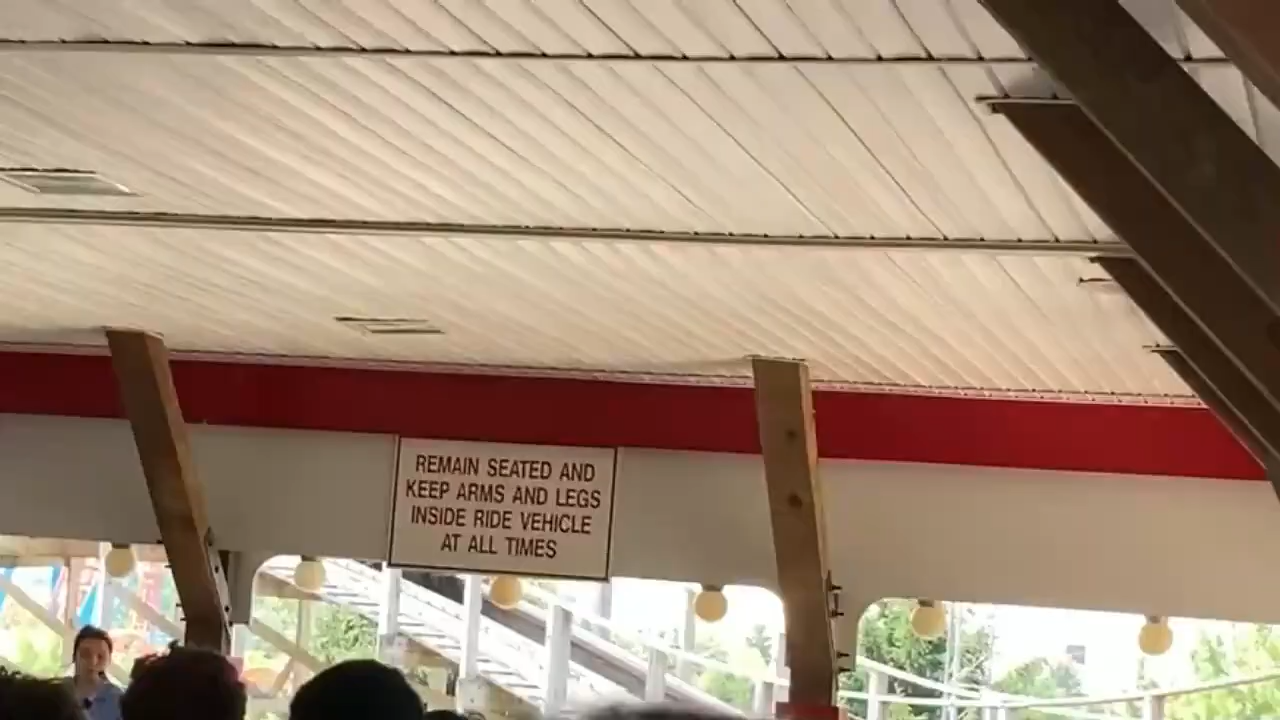 REMAIN SEATED AND
KEEP ARMS AND LEGS
INSIDE RIDE VEHICLE
AT ALL TIMES